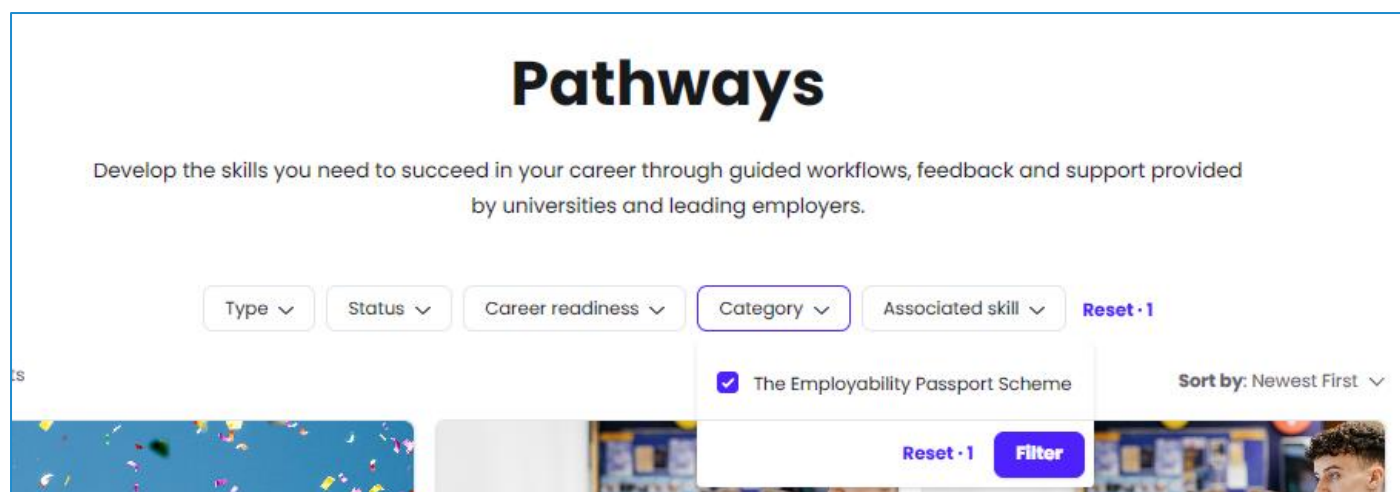 Pathways
Develop the skills you need to succeed in your career through guided workflows, feedback and support provided
by universities and leading employers.
Type Status Career readiness Category Associated skill Reset · 1
ts
The Employability Passport Scheme
Sort by: Newest First
Reset · 1 Filter